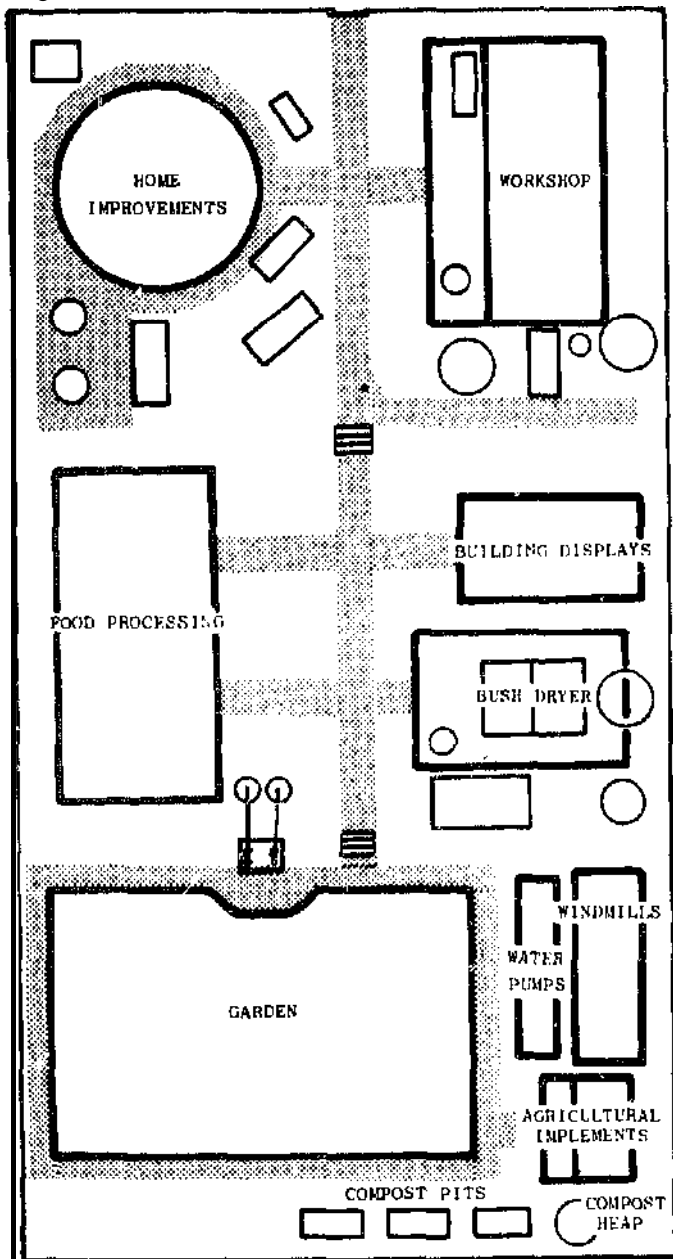 HOME
IMPROVEMENTS
WORKSHOP
BUILDING DISPLAYS
FOOD PROCESSING
BUSH DRYER
WINDMILLS
WATER
PUMPS
GARDEN
AGRICULTURAL
IMPLEMENTS
COMPOST PITS
COMPOST
HEAP